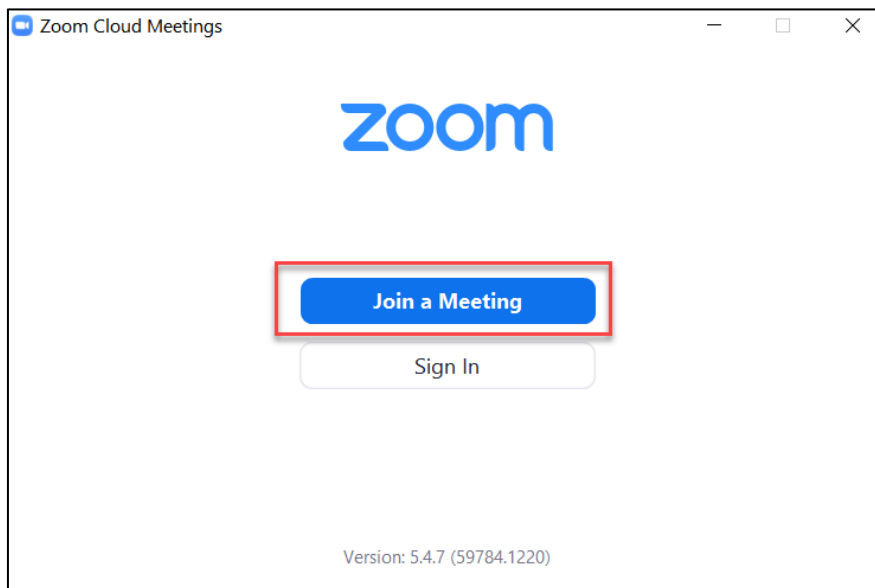 Zoom Cloud Meetings
zoom
Join a Meeting
Sign In
Version: 5.4.7 (59784.1220)